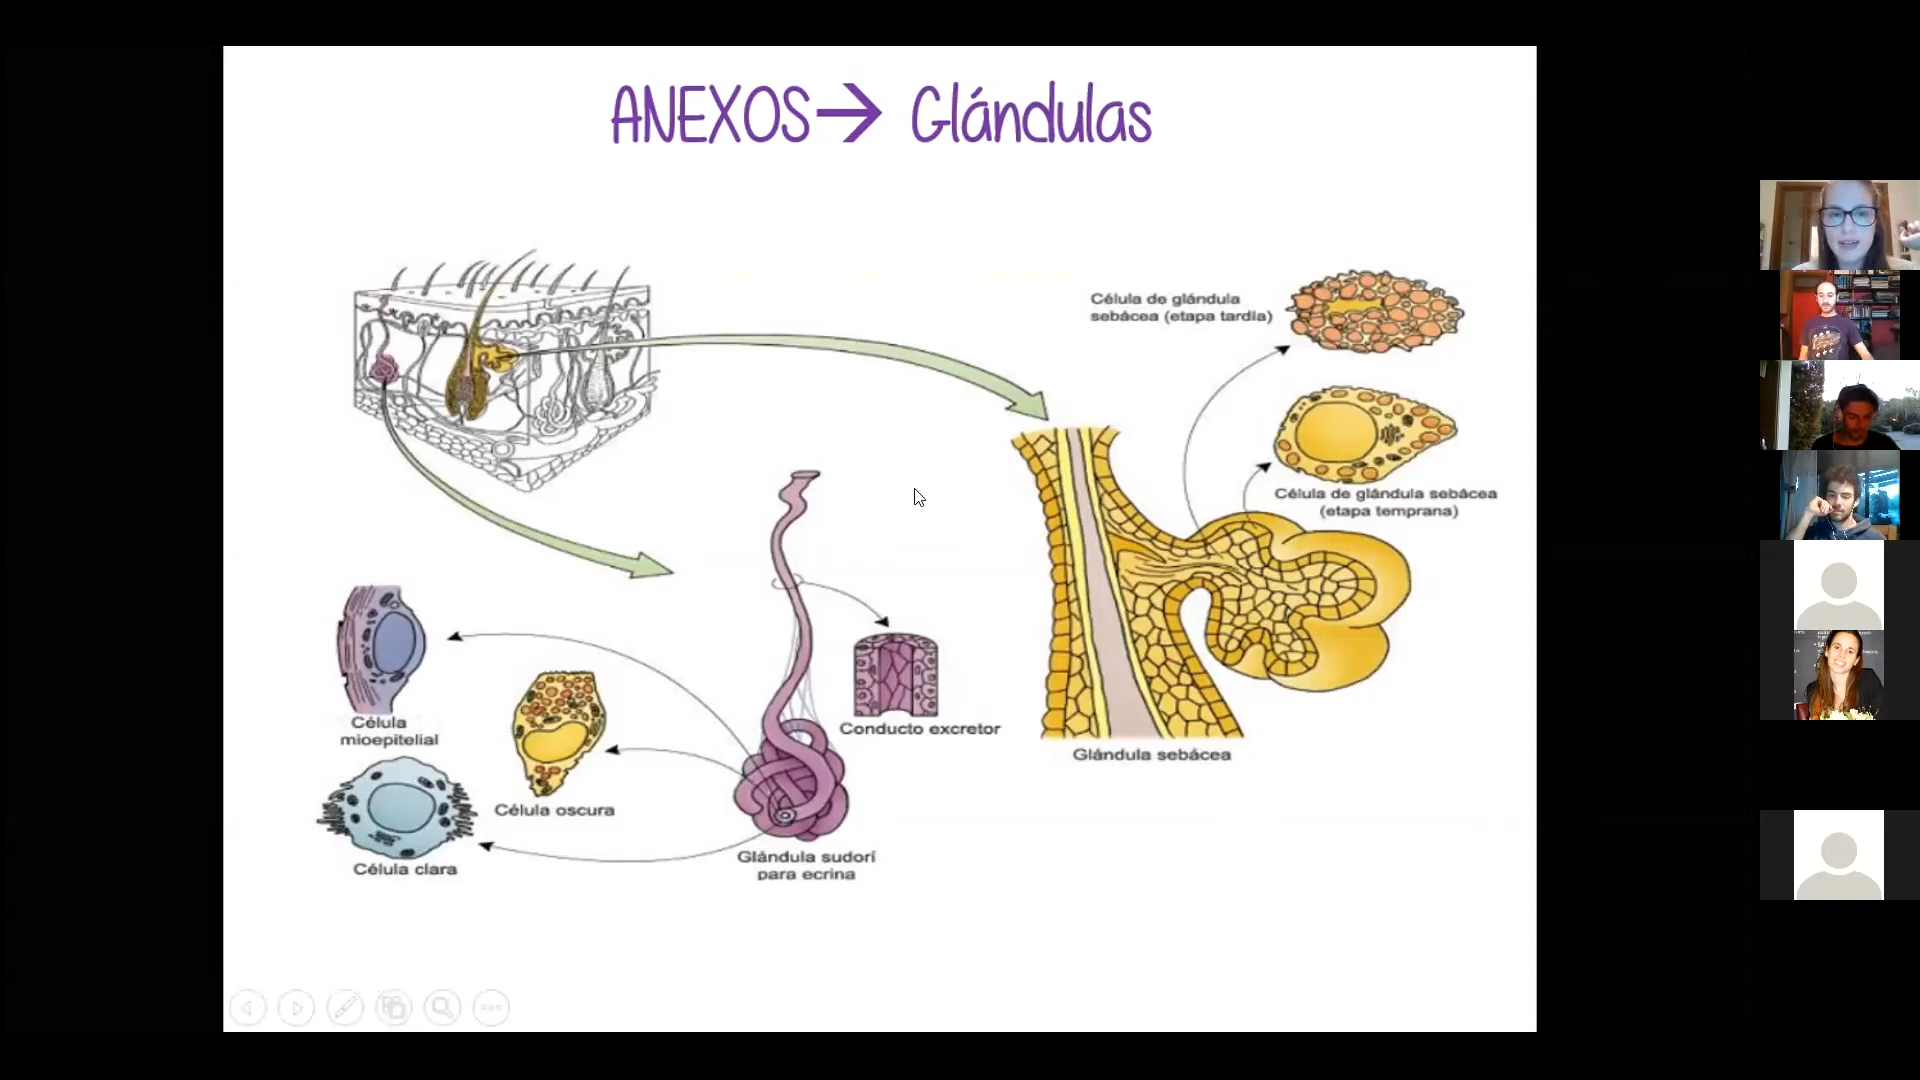 ANEXOS→ Glándulas
Célula de glándula
sebácea (etapa tardía)
Célula de glándula sebácea
(etapa temprana)
Célula
mioepitelial
Conducto excretor
Glándula sebácea
Célula oscura
Glándula sudorí
para ecrina
Célula clara